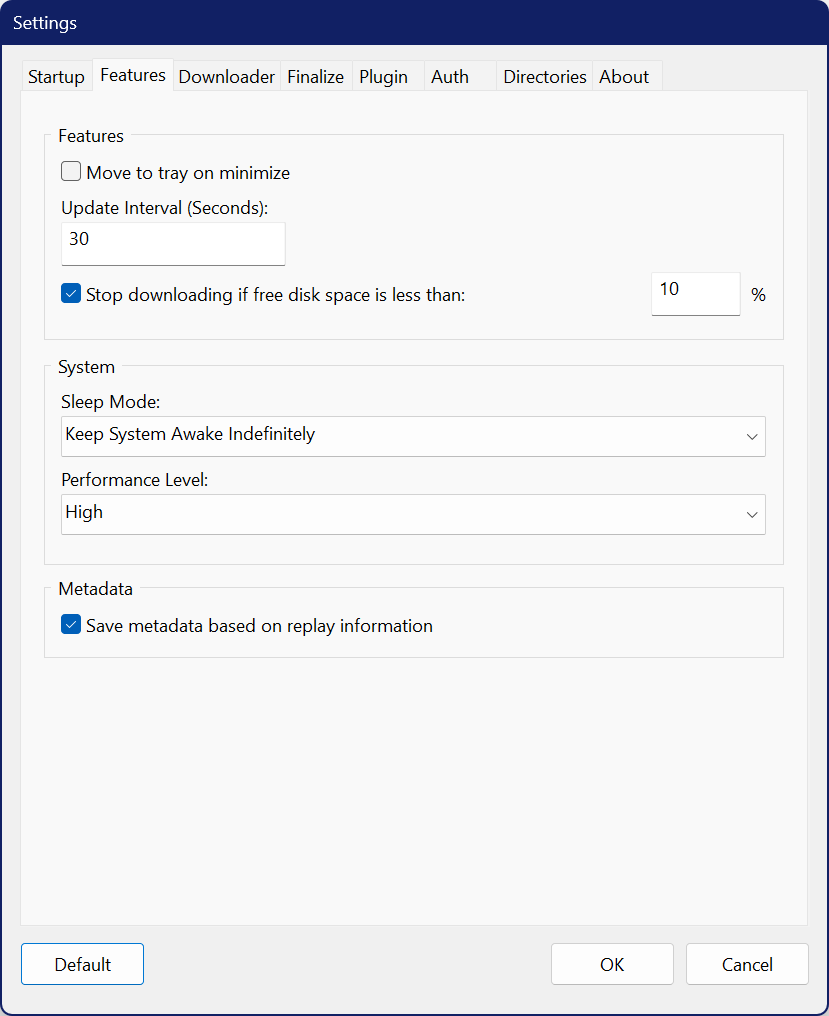 Settings
Startup Features Downloader Finalize Plugin Auth Directories About
Features
Move to tray on minimize
Update Interval (Seconds):
30
Stop downloading if free disk space is less than: 10 %
System
Sleep Mode:
Keep System Awake Indefinitely
Performance Level:
High
Metadata
Save metadata based on replay information
Default OK Cancel